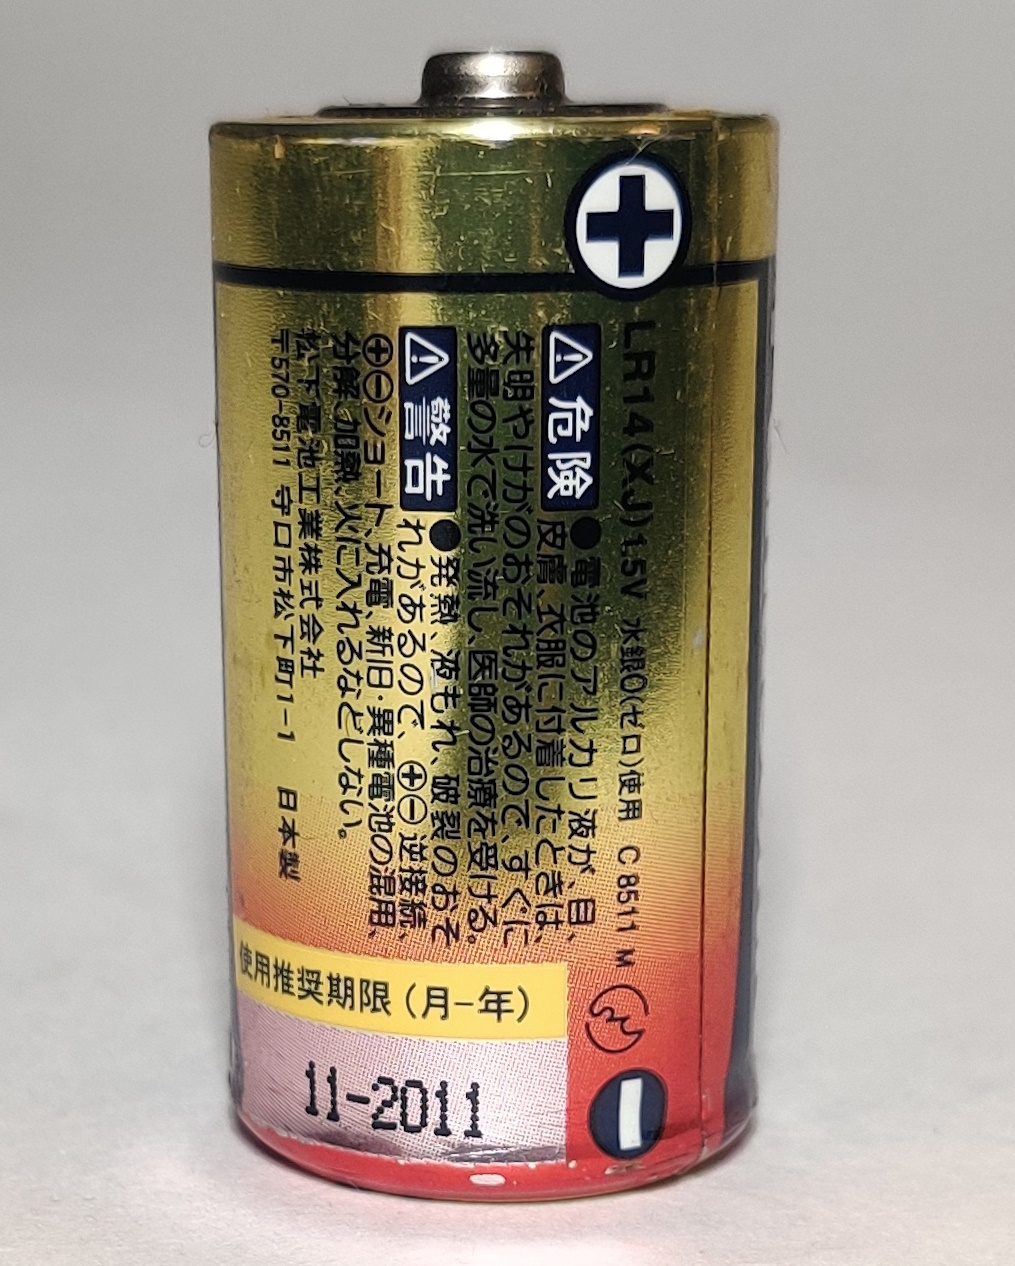 LR14(XJ)1.5V 水銀0(ゼロ)使用 C 8511 M
危険
●電池のアルカリ液が、目、
皮膚、衣服に付着したときは、
失明やけがのおそれがあるので、すぐに
多量の水で洗い流し、医師の治療を受ける。
警告
●発熱、液もれ、破裂のおそ
れがあるので、⊕⊖逆接続、
⊕⊖ショート、充電、新旧・異種電池の混用、
分解、加熱、火に入れるなどしない。
松下電池工業株式会社
〒570-8511 守口市松下町1-1 日本製
使用推奨期限(月-年)
11-2011